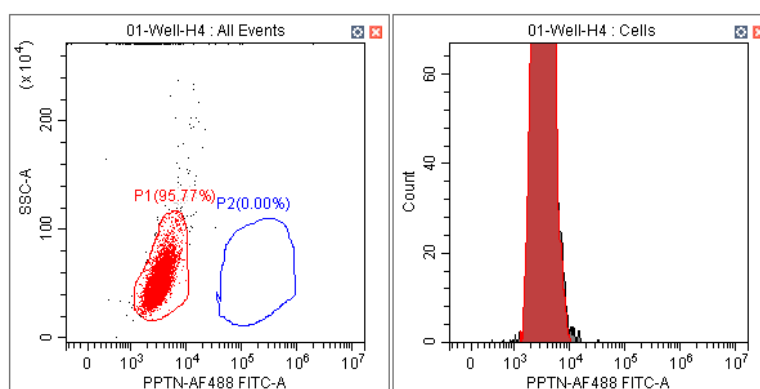 01-Well-H4 : All Events
(x 10⁴)
SSC-A
200
100
0
P1(95.77%)
P2(0.00%)
0 10³ 10⁴ 10⁵ 10⁶ 10⁷
PPTN-AF488 FITC-A
01-Well-H4 : Cells
Count
60
40
20
0
0 10³ 10⁴ 10⁵ 10⁶ 10⁷
PPTN-AF488 FITC-A